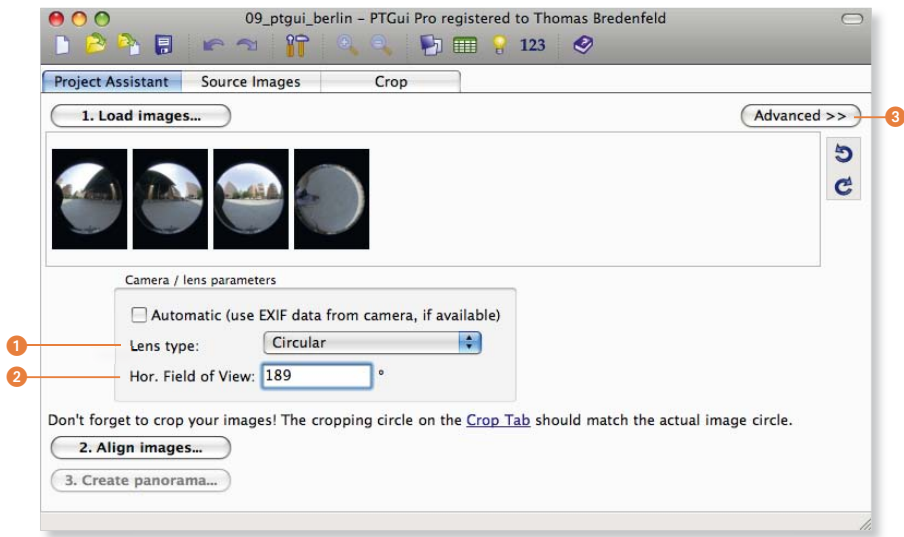 09_ptgui_berlin – PTGui Pro registered to Thomas Bredenfeld
123
Project Assistant Source Images Crop
1. Load images... Advanced >>
3
Camera / lens parameters
Automatic (use EXIF data from camera, if available)
1 Lens type: Circular
2 Hor. Field of View: 189 °
Don't forget to crop your images! The cropping circle on the Crop Tab should match the actual image circle.
2. Align images...
3. Create panorama...